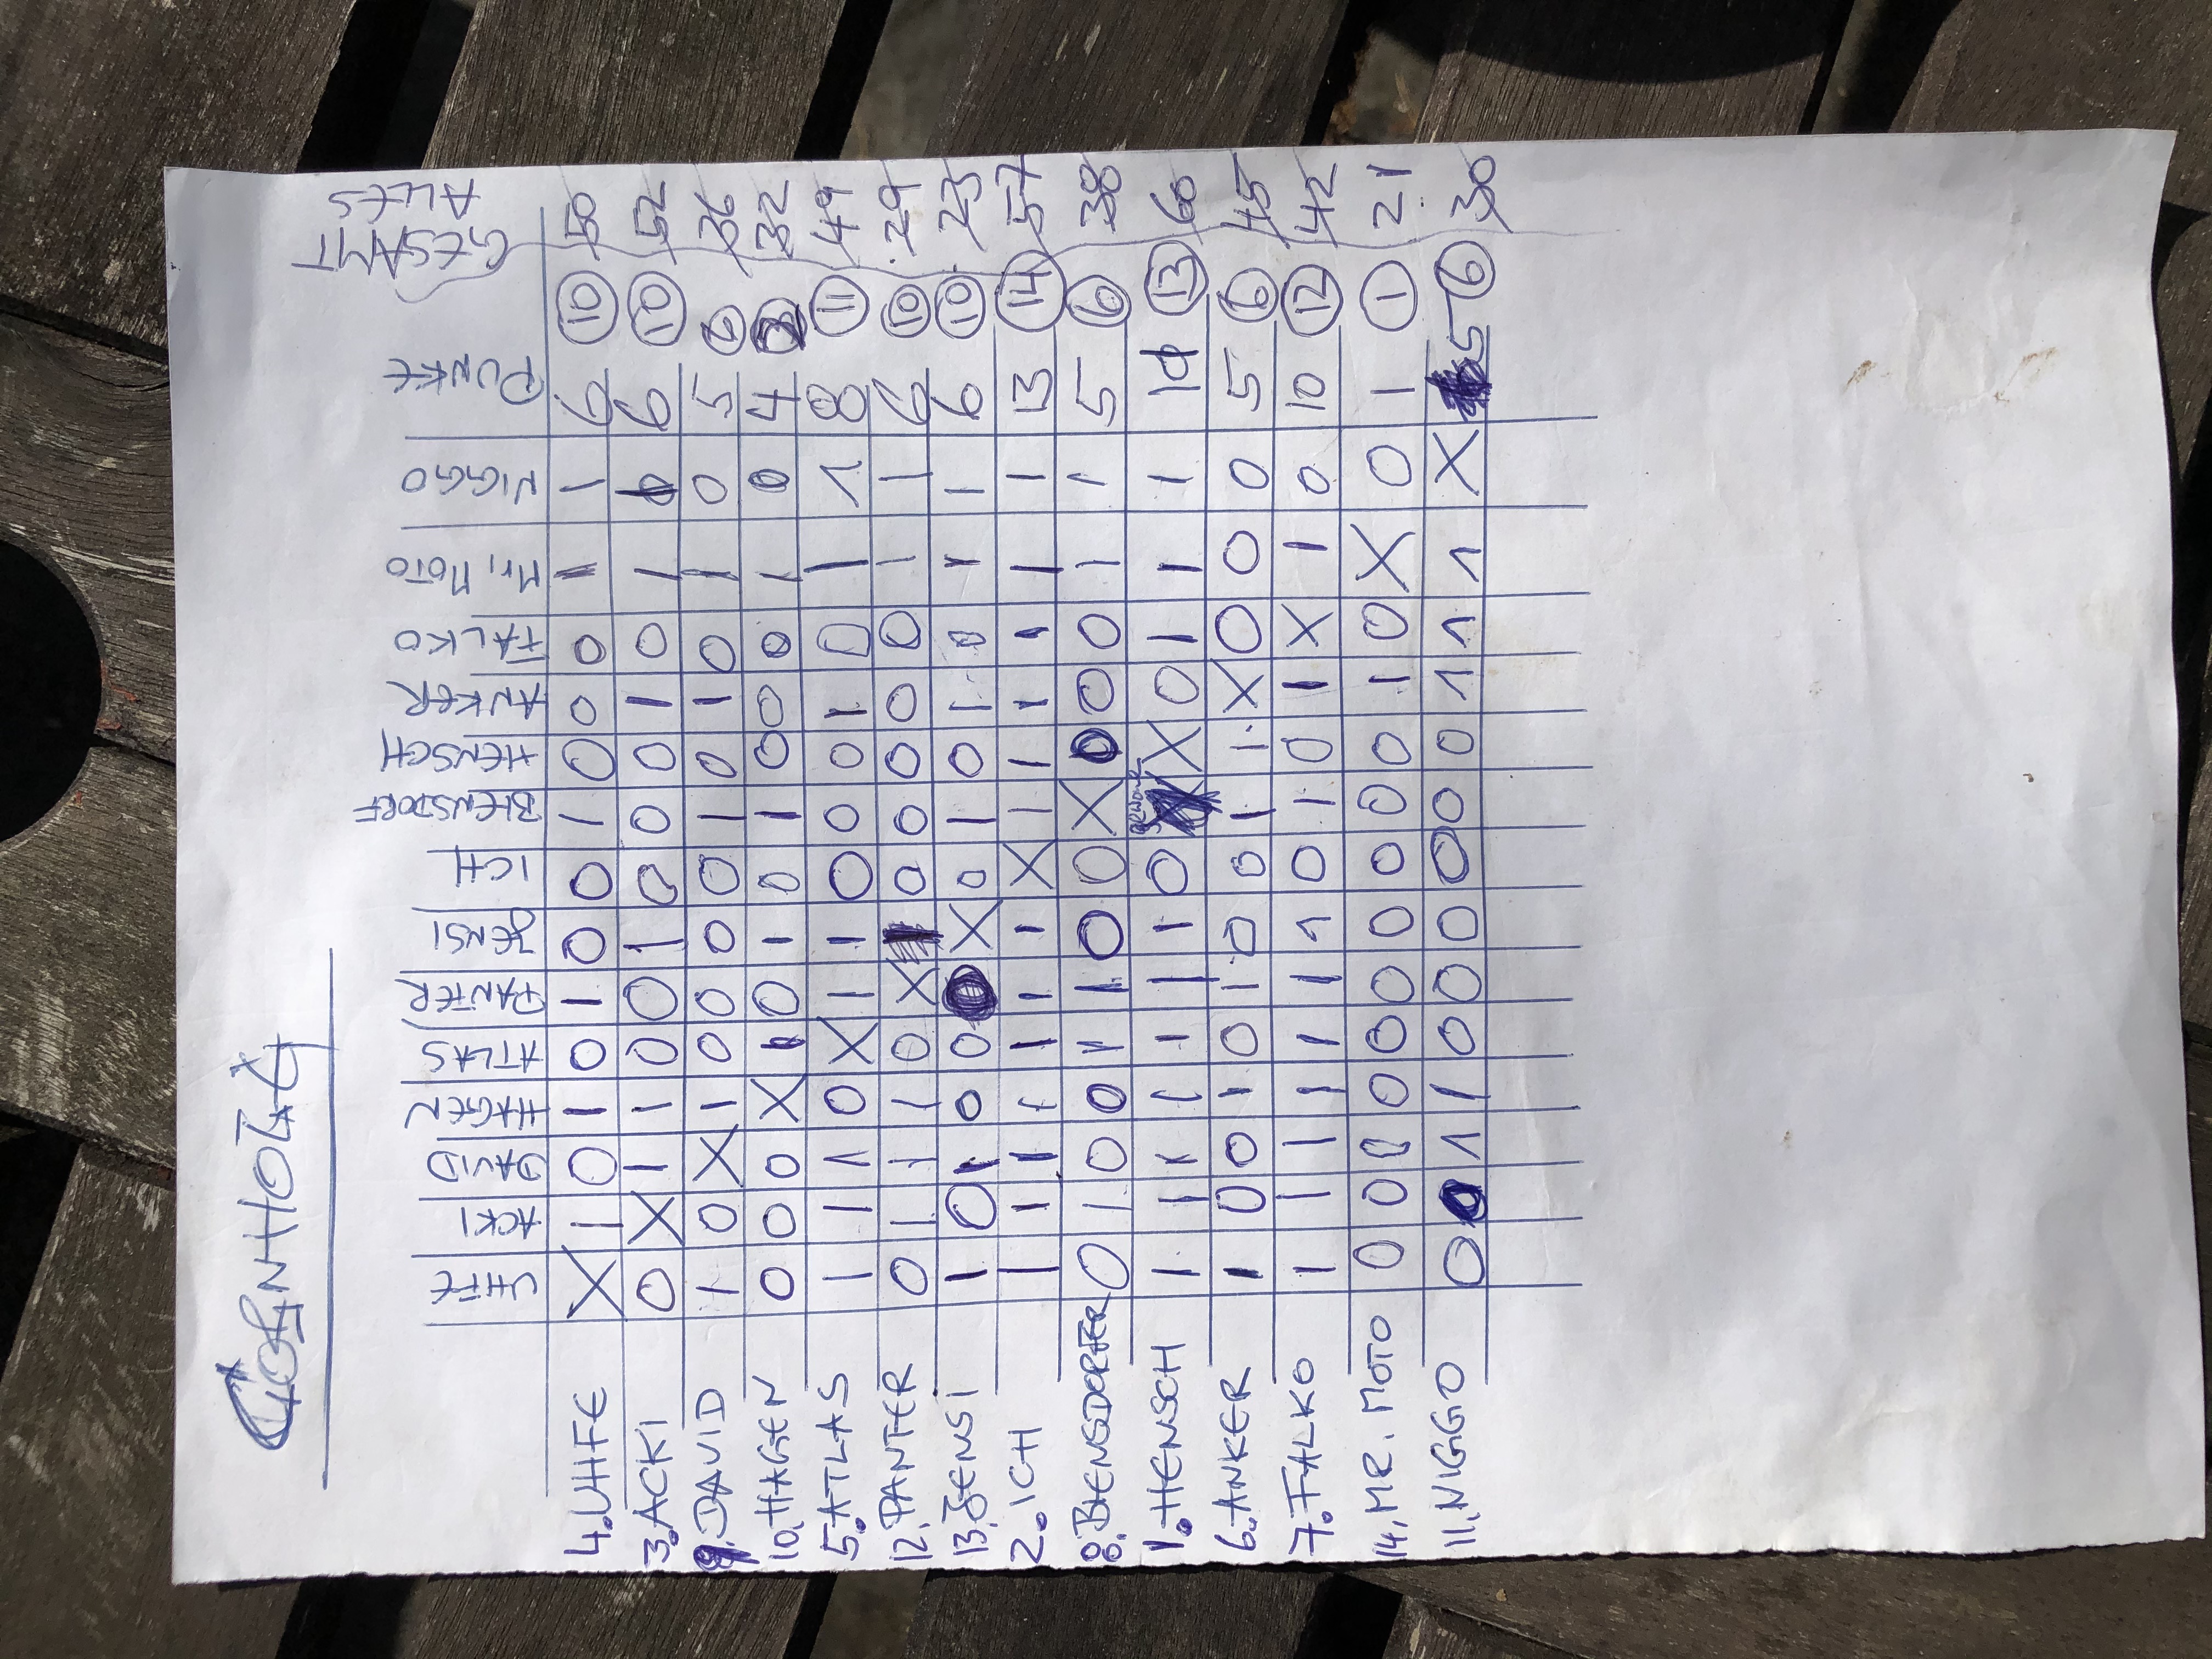 CORNHOLE
UHFE ACKI DAVID HAGEN ATLAS PANTER JENSI ICH BIENSDORF HENSCH ANKER FALKO Mr. MOTO NIGGO PUNKE GESAMT ALLES
4. UHFE X 1 0 1 0 1 0 0 1 0 0 0 1 1 6 10 50
3. ACKI 0 X 1 1 0 0 1 0 0 0 1 0 1 6 10 52
9. DAVID 1 0 X 1 0 0 0 0 1 0 1 0 1 0 5 6 36
10. HAGEN 0 0 0 X 1 0 1 0 1 0 0 0 1 0 4 32
5. ATLAS 1 1 1 0 X 1 1 0 0 0 1 0 1 1 8 11 49
12. PANTER 0 1 1 1 0 X 1 0 0 0 0 0 1 1 6 10 29
13. JENSI 1 0 1 0 0 0 X 0 1 0 1 0 1 1 6 10 23
2. ICH 1 1 1 1 1 1 1 X 1 1 1 1 1 1 13 14 57
8. BIENSDORFER 0 1 0 0 1 1 0 0 X 0 0 0 1 1 5 6 38
1. HENSCH 1 1 1 1 1 1 1 0 gewonn X 0 1 1 1 11 13 60
6. ANKER 1 0 0 1 0 1 0 0 1 1 X 0 0 0 5 6 45
7. FALKO 1 1 1 1 1 1 1 0 1 0 1 X 1 0 10 12 42
14. MR. MOTO 0 0 0 0 0 0 0 0 0 0 1 0 X 0 1 1 21
11. NIGGO 0 0 1 1 0 0 0 0 0 0 1 1 1 X 5 6 30